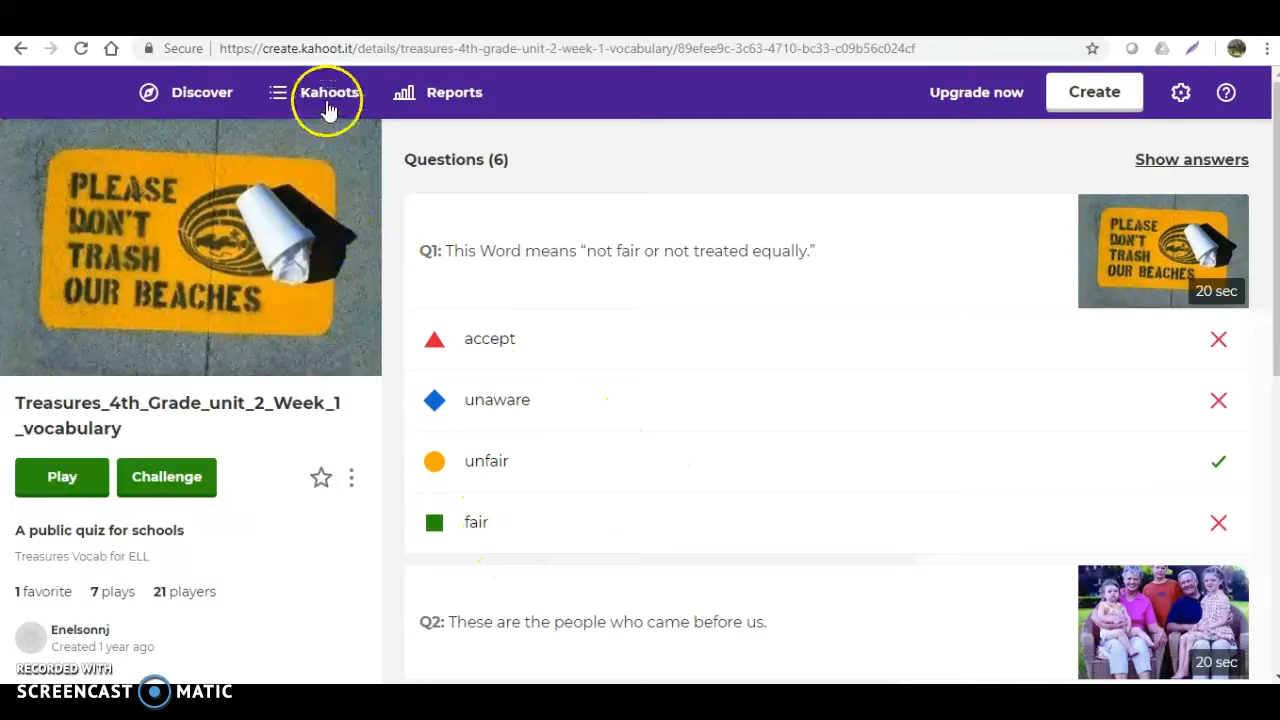 Secure
https://create.kahoot.it/details/treasures-4th-grade-unit-2-week-1-vocabulary/89efee9c-3c63-4710-bc33-c09b56c024cf
Discover
Kahoots
Reports
Upgrade now
Create
PLEASE
DON'T
TRASH
OUR BEACHES
Questions (6)
Show answers
Q1: This Word means “not fair or not treated equally.”
PLEASE
DON'T
TRASH
OUR BEACHES
20 sec
accept
unaware
unfair
fair
Treasures_4th_Grade_unit_2_Week_1
_vocabulary
Play
Challenge
A public quiz for schools
Treasures Vocab for ELL
1 favorite 7 plays 21 players
Enelsonnj
Created 1 year ago
Q2: These are the people who came before us.
20 sec
RECORDED WITH
SCREENCAST MATIC